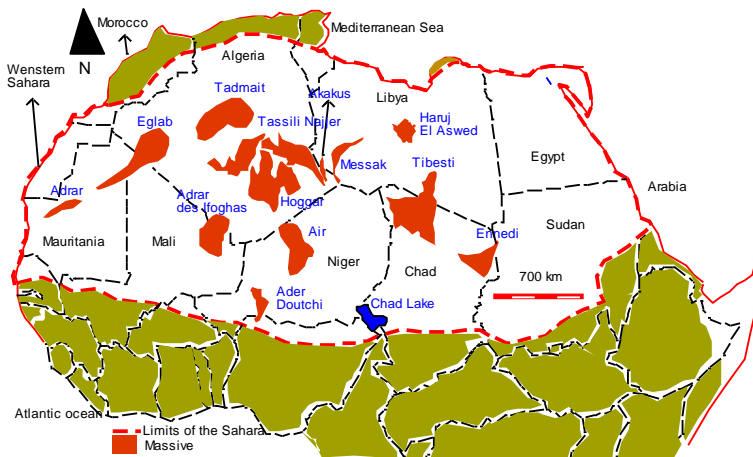 Morocco
Mediterranean Sea
N
Algeria
Wenstern
Sahara
Tadmait
Akakus
Libya
Eglab
Tassili Najjer
Haruj
El Aswed
Messak
Tibesti
Egypt
Arabia
Adrar
Adrar
des Ifoghas
Hoggar
Air
Ennedi
Sudan
Mauritania
Mali
Niger
Chad
700 km
Ader
Doutchi
Chad Lake
Atlantic ocean
Limits of the Sahara
Massive